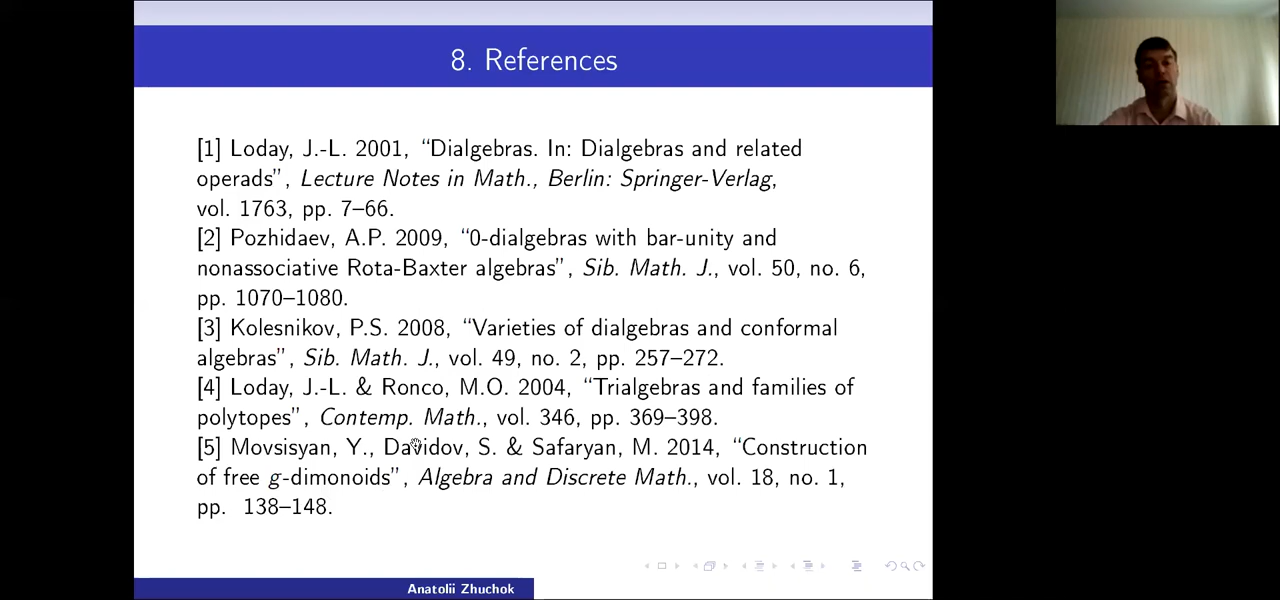 8. References
[1] Loday, J.-L. 2001, “Dialgebras. In: Dialgebras and related
operads”, Lecture Notes in Math., Berlin: Springer-Verlag,
vol. 1763, pp. 7–66.
[2] Pozhidaev, A.P. 2009, “0-dialgebras with bar-unity and
nonassociative Rota-Baxter algebras”, Sib. Math. J., vol. 50, no. 6,
pp. 1070–1080.
[3] Kolesnikov, P.S. 2008, “Varieties of dialgebras and conformal
algebras”, Sib. Math. J., vol. 49, no. 2, pp. 257–272.
[4] Loday, J.-L. & Ronco, M.O. 2004, “Trialgebras and families of
polytopes”, Contemp. Math., vol. 346, pp. 369–398.
[5] Movsisyan, Y., Davidov, S. & Safaryan, M. 2014, “Construction
of free g-dimonoids”, Algebra and Discrete Math., vol. 18, no. 1,
pp. 138–148.
Anatolii Zhuchok